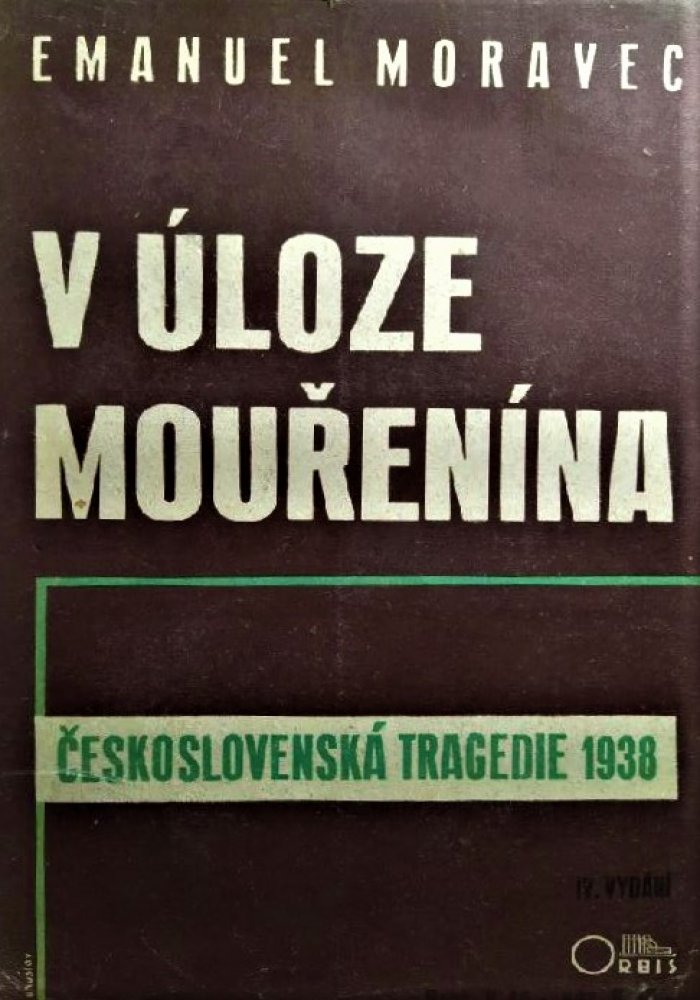 EMANUEL MORAVEC
V ÚLOZE
MOUŘENÍNA
ČESKOSLOVENSKÁ TRAGEDIE 1938
IV. VYDÁNÍ
ORBIS